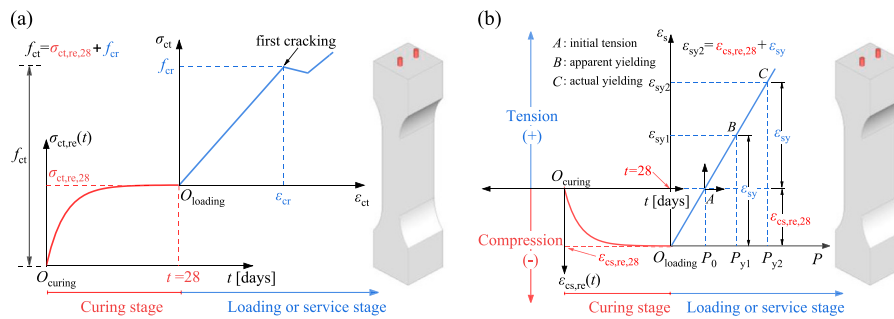 (a)
f_ct=σ_ct,re,28+f_cr
σ_ct
first cracking
f_cr
σ_ct,re(t)
f_ct
σ_ct,re,28
O_loading
ε_cr
ε_ct
O_curing
t=28
t [days]
Curing stage
Loading or service stage
(b)
A: initial tension
B: apparent yielding
C: actual yielding
ε_s
ε_sy2=ε_cs,re,28+ε_sy
ε_sy2
C
Tension
(+)
ε_sy1
B
ε_sy
O_curing
t=28
ε_sy
t [days]
A
Compression
(-)
ε_cs,re,28
ε_cs,re,28
O_loading
P_0
P_y1
P_y2
P
ε_cs,re(t)
Curing stage
Loading or service stage